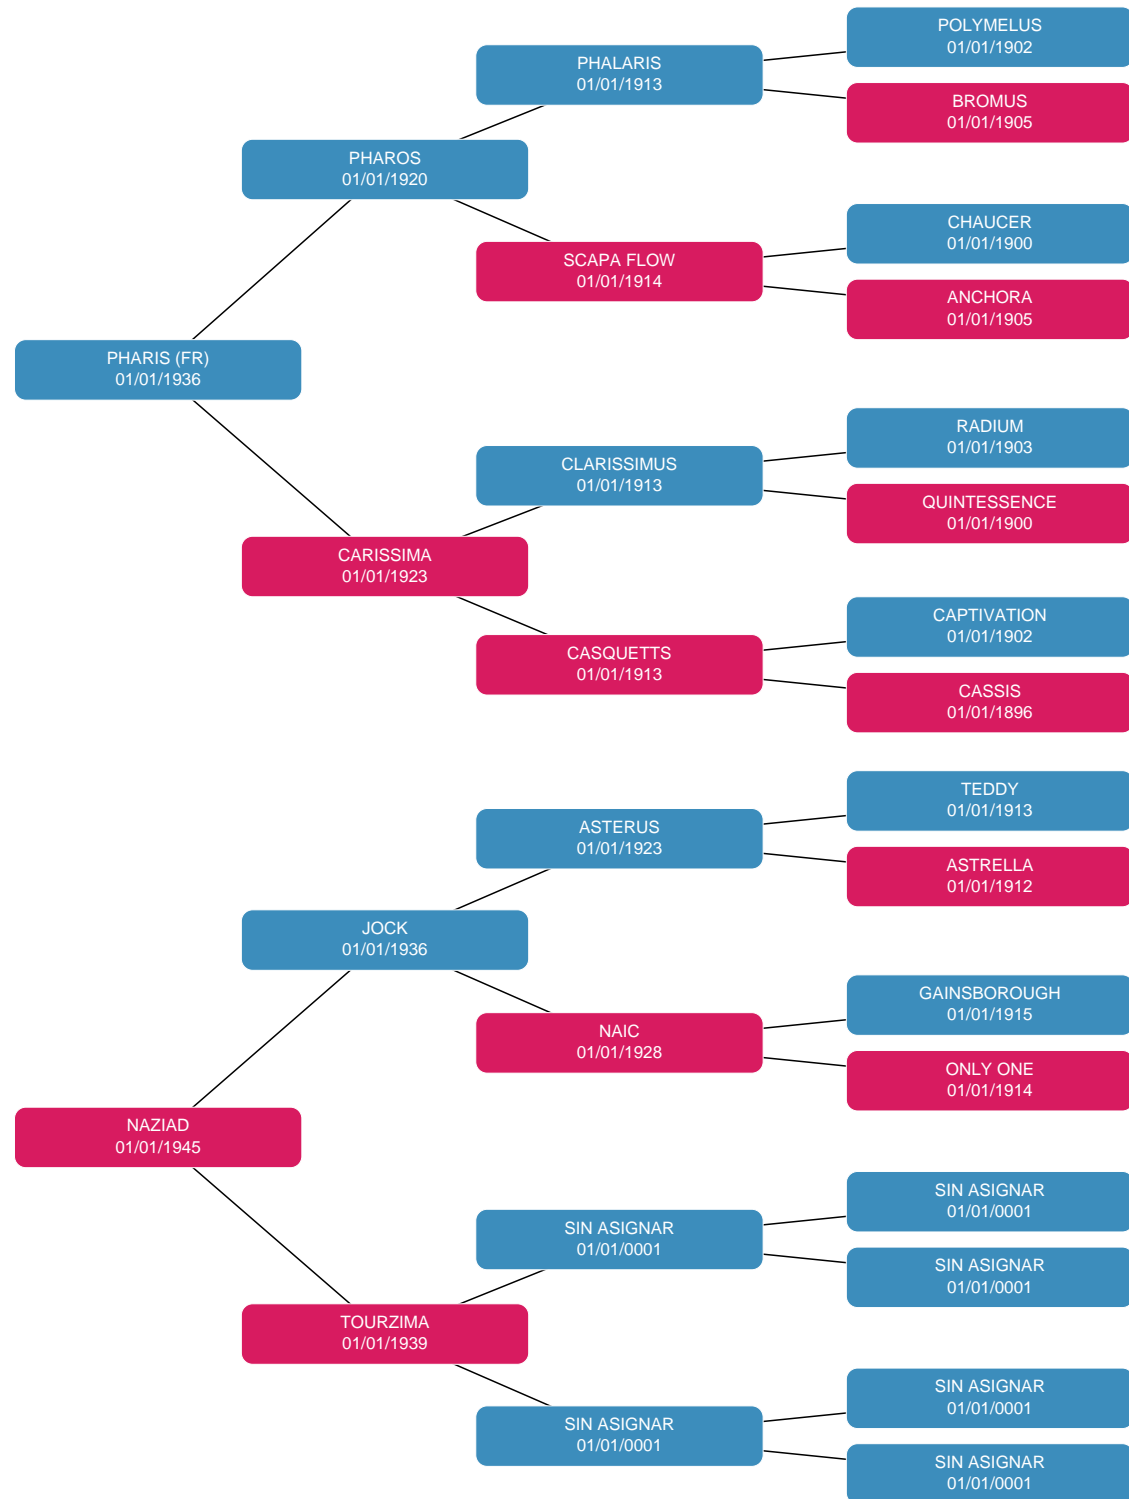 POLYMELUS
01/01/1902
PHALARIS
01/01/1913
BROMUS
01/01/1905
PHAROS
01/01/1920
CHAUCER
01/01/1900
SCAPA FLOW
01/01/1914
ANCHORA
01/01/1905
PHARIS (FR)
01/01/1936
RADIUM
01/01/1903
CLARISSIMUS
01/01/1913
QUINTESSENCE
01/01/1900
CARISSIMA
01/01/1923
CAPTIVATION
01/01/1902
CASQUETTS
01/01/1913
CASSIS
01/01/1896
TEDDY
01/01/1913
ASTERUS
01/01/1923
ASTRELLA
01/01/1912
JOCK
01/01/1936
GAINSBOROUGH
01/01/1915
NAIC
01/01/1928
ONLY ONE
01/01/1914
NAZIAD
01/01/1945
SIN ASIGNAR
01/01/0001
SIN ASIGNAR
01/01/0001
SIN ASIGNAR
01/01/0001
TOURZIMA
01/01/1939
SIN ASIGNAR
01/01/0001
SIN ASIGNAR
01/01/0001
SIN ASIGNAR
01/01/0001